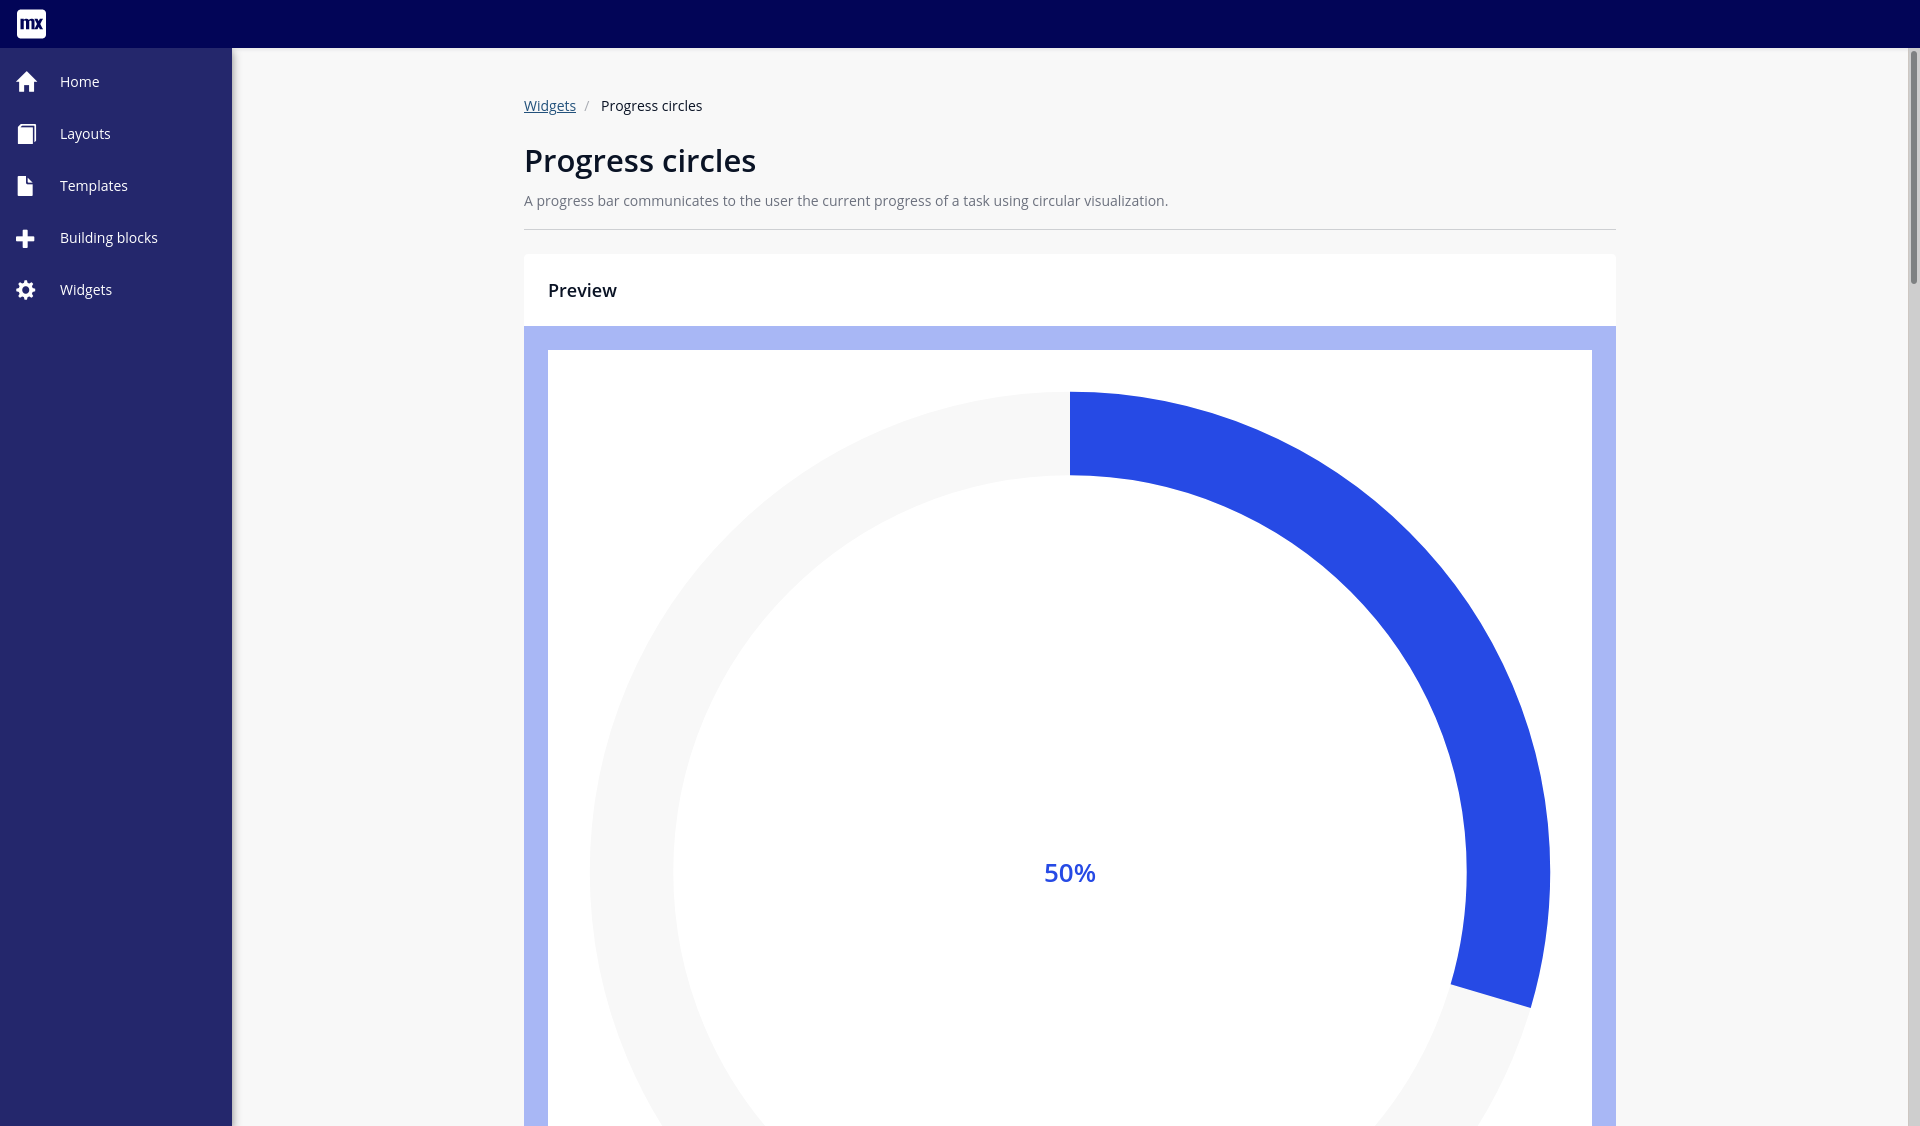 mx
Home
Layouts
Templates
Building blocks
Widgets
Widgets / Progress circles
Progress circles
A progress bar communicates to the user the current progress of a task using circular visualization.
Preview
50%